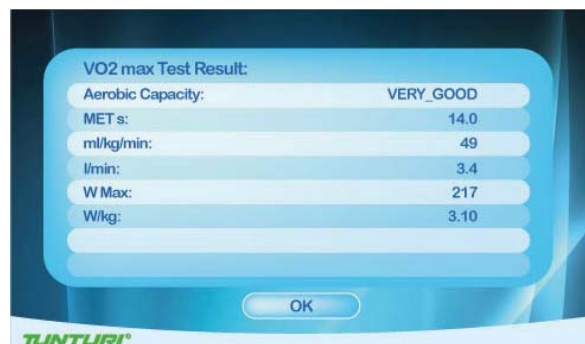 VO2 max Test Result:
Aerobic Capacity: VERY_GOOD
MET s: 14.0
ml/kg/min: 49
l/min: 3.4
W Max: 217
W/kg: 3.10
OK
TUNTURI®